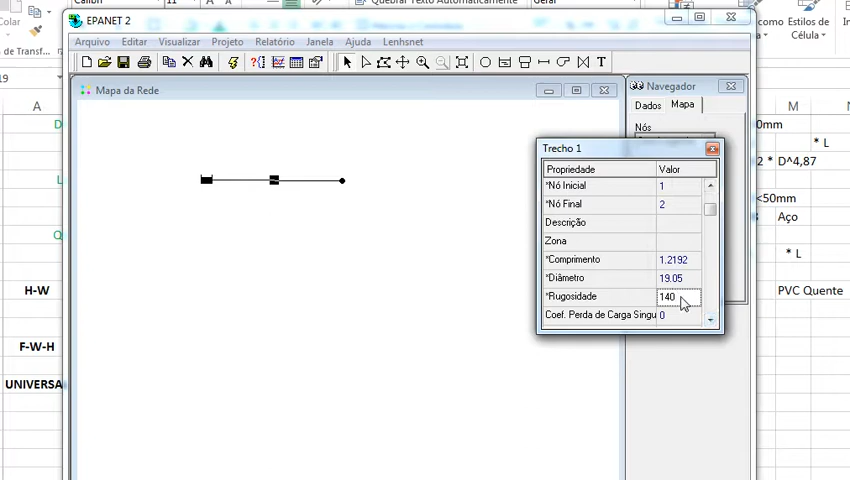 Colar
de Transf...
Calibri
11
Quebrar Texto Automaticamente
Geral
como
Estilos de
Célula
EPANET 2
Arquivo Editar Visualizar Projeto Relatório Janela Ajuda Lenhsnet
T
19
Mapa da Rede
Navegador
Dados Mapa
Nós
A
M
D
0mm
* L
2 * D^4,87
L
<50mm
Aço
Q
* L
H-W
PVC Quente
F-W-H
UNIVERSA
Trecho 1
Propriedade Valor
*Nó Inicial 1
*Nó Final 2
Descrição
Zona
*Comprimento 1.2192
*Diâmetro 19.05
*Rugosidade 140
Coef. Perda de Carga Singu 0